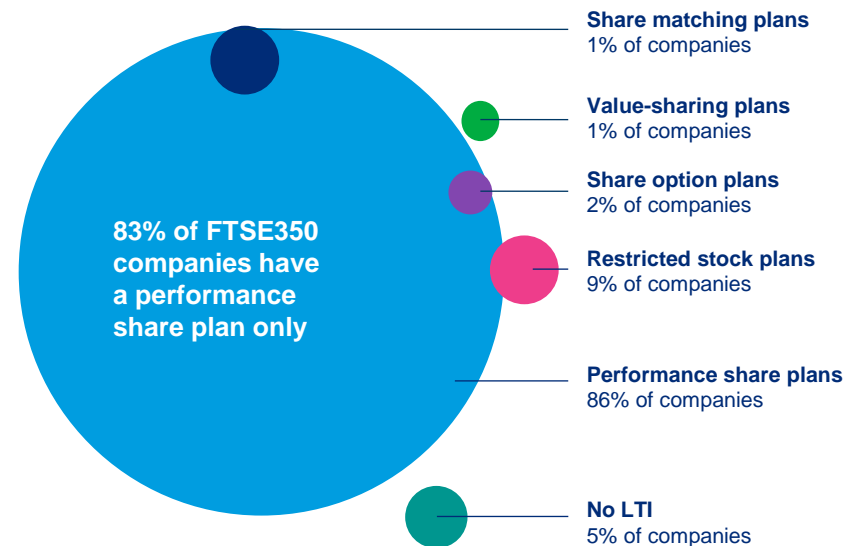 Share matching plans
1% of companies
Value-sharing plans
1% of companies
Share option plans
2% of companies
83% of FTSE350
companies have
a performance
share plan only
Restricted stock plans
9% of companies
Performance share plans
86% of companies
No LTI
5% of companies